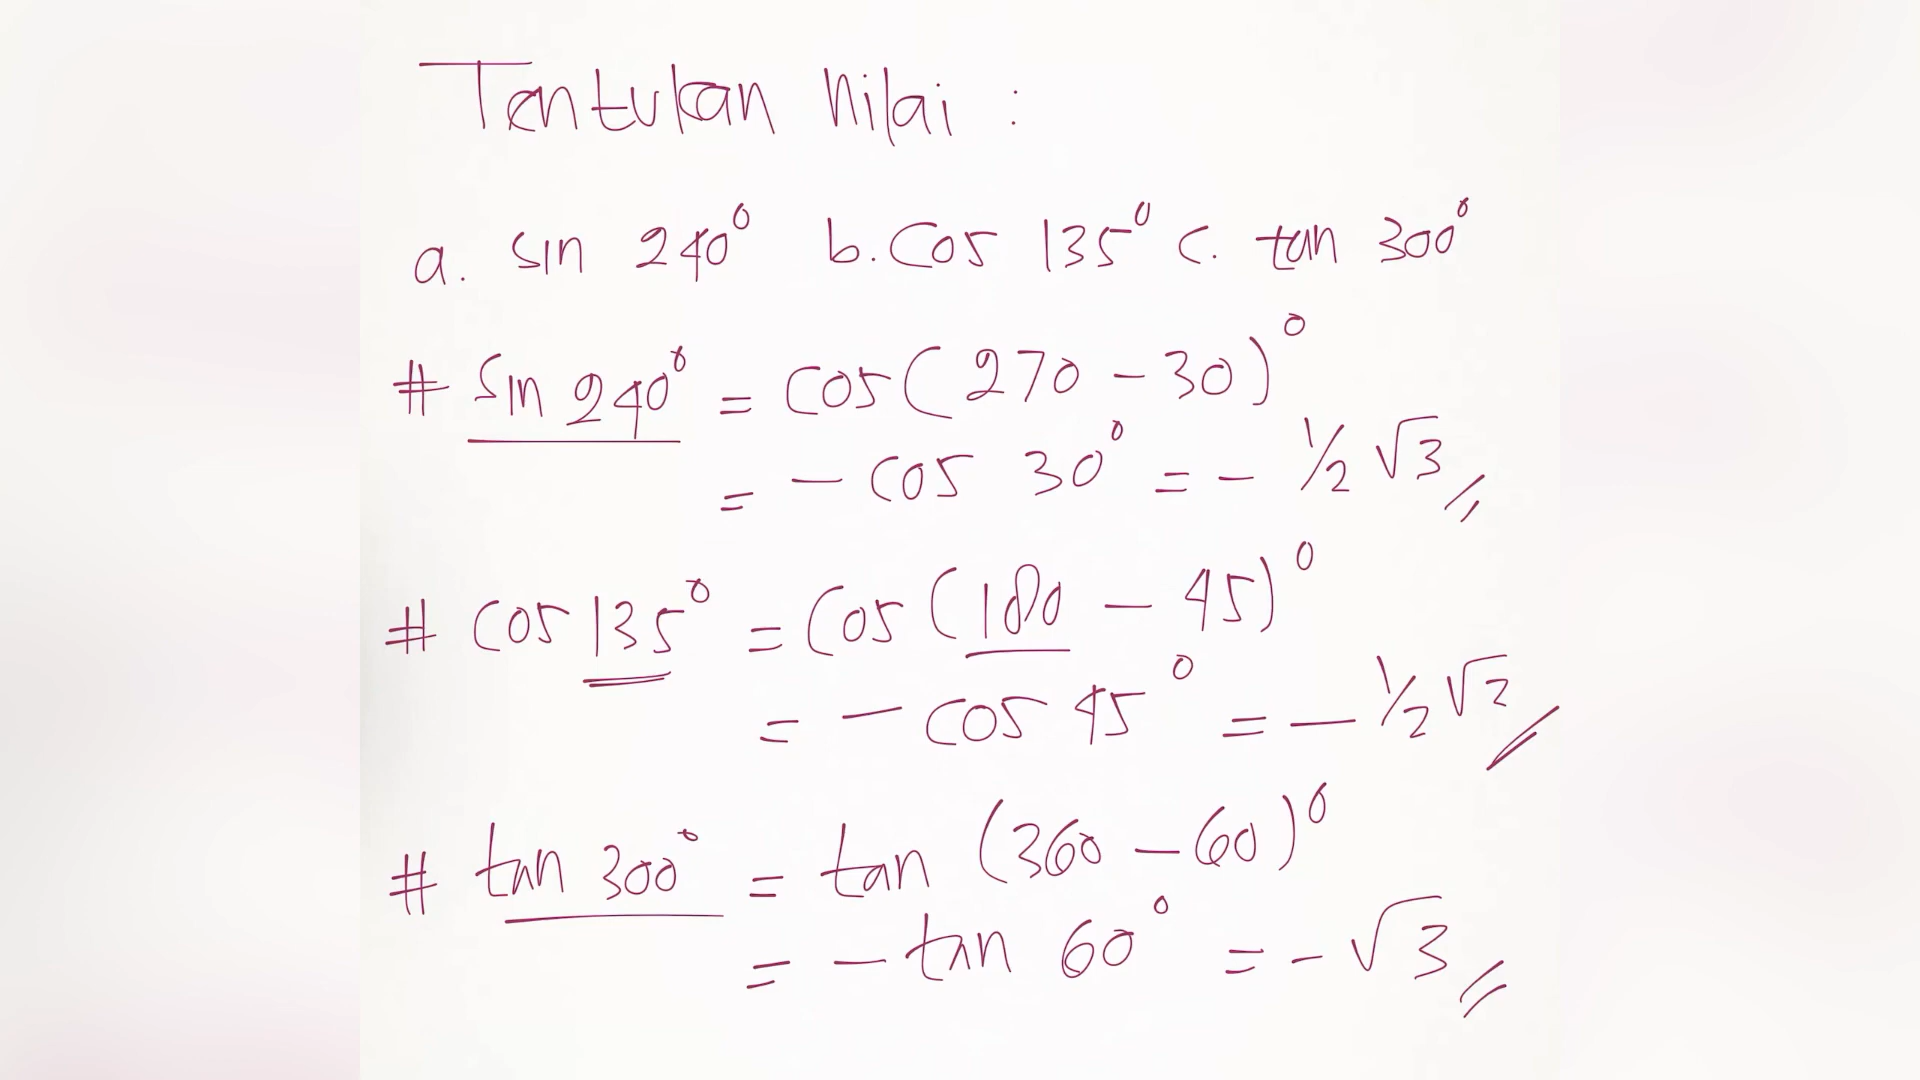 Tentukan nilai :
a. sin 240° b. Cos 135° c. tan 300°
# Sin 240° = cos(270 - 30)°
= - cos 30° = - 1/2 √3
# cos 135° = Cos (180 - 45)°
= - cos 45° = - 1/2 √2
# tan 300° = tan (360 - 60)°
= - tan 60° = - √3